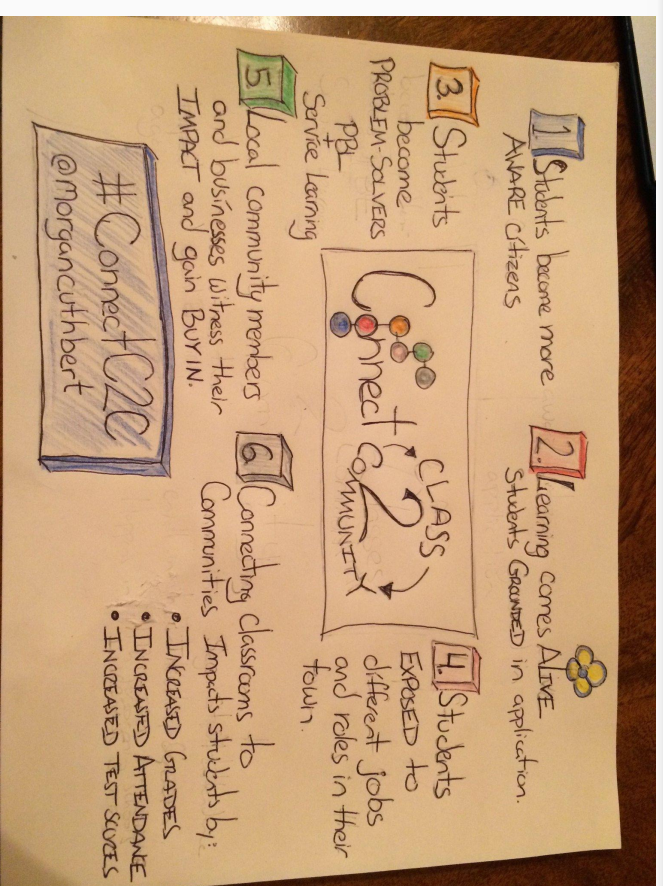 1. Students become more
AWARE citizens
2. Learning comes ALIVE
Students GROUNDED in application.
3. Students
become
PROBLEM-SOLVERS
PBL
+
Service Learning
Connect
CLASS
2
COMMUNITY
4. Students
EXPOSED to
different jobs
and roles in their
town.
5. Local community members
and businesses witness their
IMPACT and gain BUY IN.
6 Connecting Classrooms to
Communities Impacts students by:
• INCREASED GRADES
• INCREASED ATTENDANCE
• INCREASED TEST SCORES
#ConnectC2C
@morgancuthbert